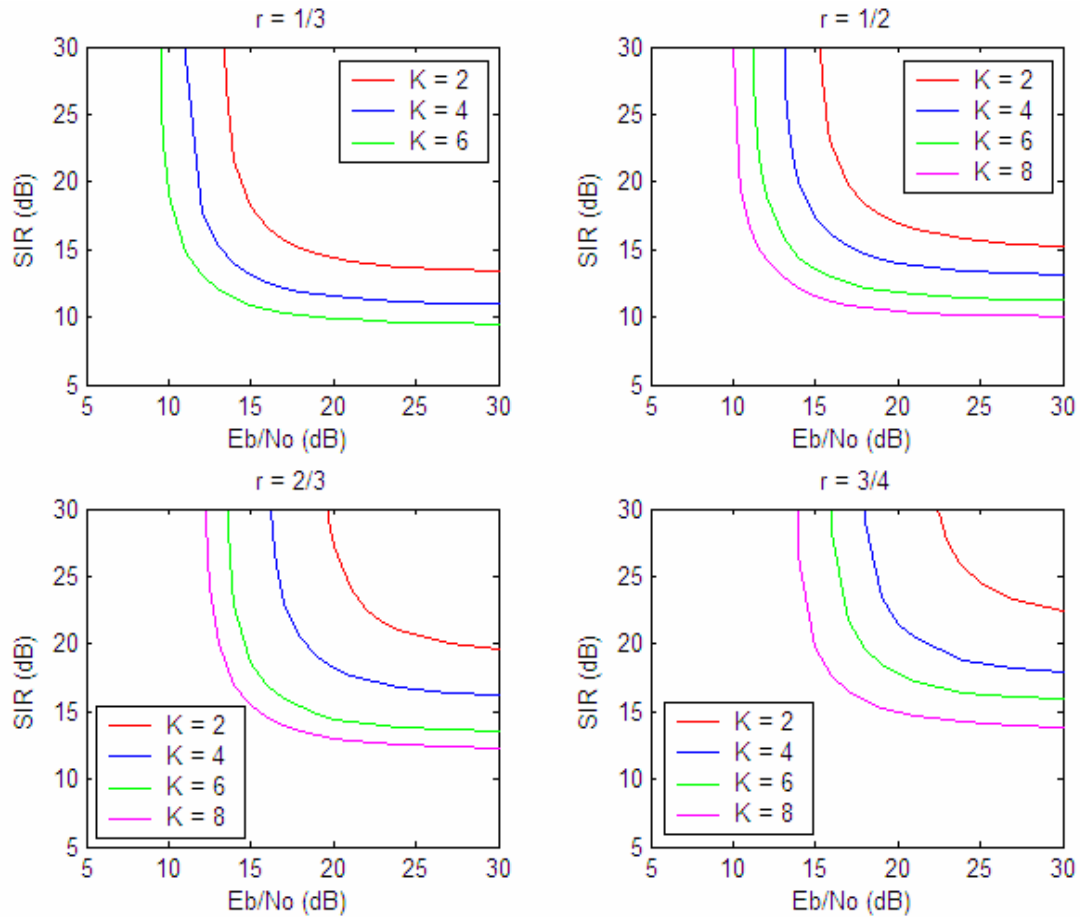 r = 1/3
30
25
20
15
10
5
SIR (dB)
K = 2
K = 4
K = 6
5 10 15 20 25 30
Eb/No (dB)
r = 1/2
30
25
20
15
10
5
SIR (dB)
K = 2
K = 4
K = 6
K = 8
5 10 15 20 25 30
Eb/No (dB)
r = 2/3
30
25
20
15
10
5
SIR (dB)
K = 2
K = 4
K = 6
K = 8
5 10 15 20 25 30
Eb/No (dB)
r = 3/4
30
25
20
15
10
5
SIR (dB)
K = 2
K = 4
K = 6
K = 8
5 10 15 20 25 30
Eb/No (dB)